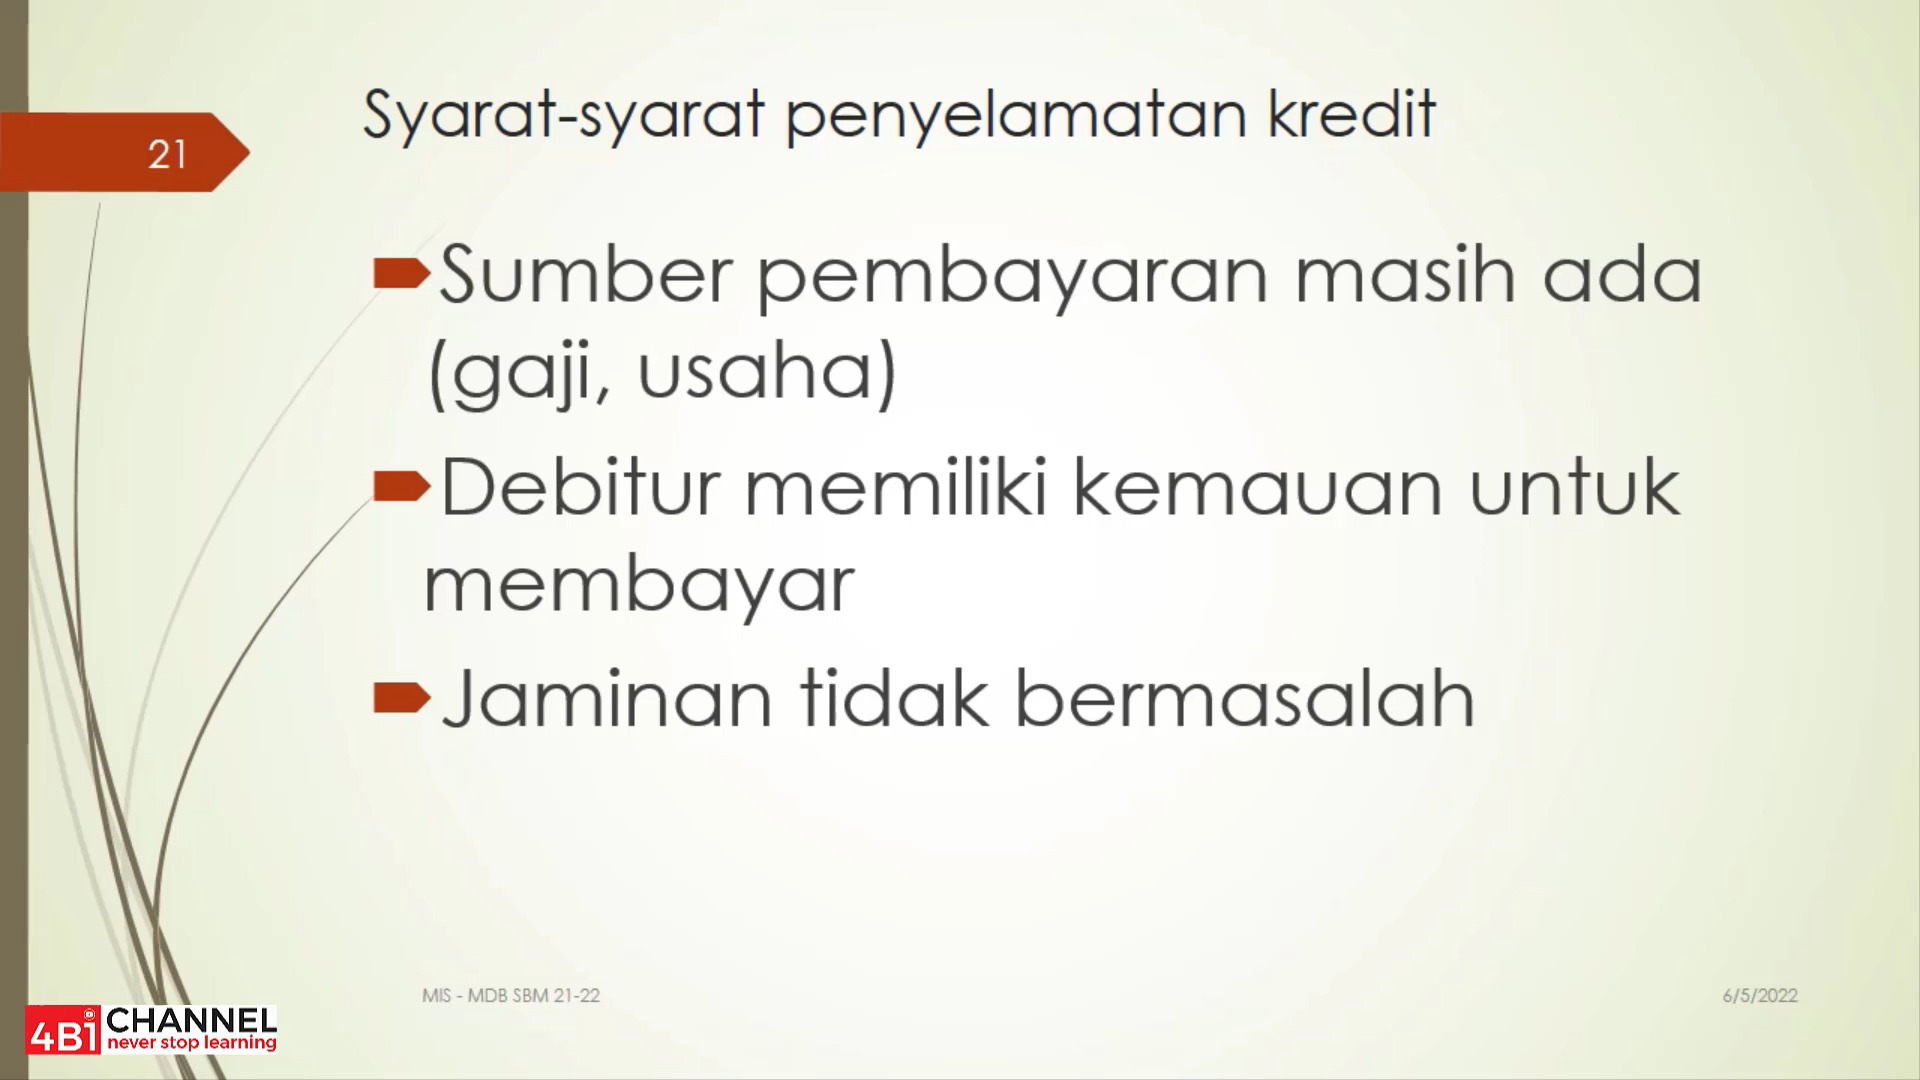 21
Syarat-syarat penyelamatan kredit
Sumber pembayaran masih ada
(gaji, usaha)
Debitur memiliki kemauan untuk
membayar
Jaminan tidak bermasalah
MIS - MDB SBM 21-22
6/5/2022
4Bi CHANNEL
never stop learning